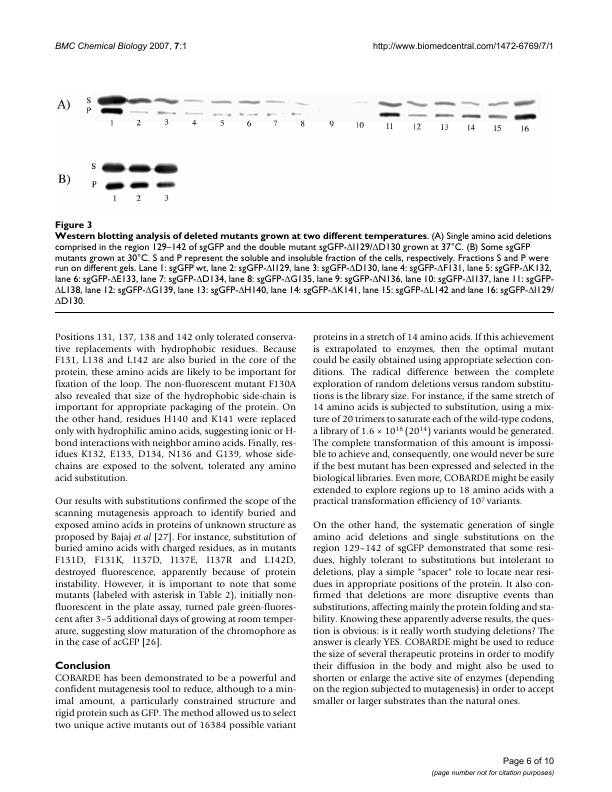 BMC Chemical Biology 2007, 7:1
http://www.biomedcentral.com/1472-6769/7/1
A)
S
P
1 2 3 4 5 6 7 8 9 10 11 12 13 14 15 16
B)
S
P
1 2 3
Figure 3
Western blotting analysis of deleted mutants grown at two different temperatures. (A) Single amino acid deletions
comprised in the region 129–142 of sgGFP and the double mutant sgGFP-ΔI129/ΔD130 grown at 37°C. (B) Some sgGFP
mutants grown at 30°C. S and P represent the soluble and insoluble fraction of the cells, respectively. Fractions S and P were
run on different gels. Lane 1: sgGFP wt, lane 2: sgGFP-ΔI129, lane 3: sgGFP-ΔD130, lane 4: sgGFP-ΔF131, lane 5: sgGFP-ΔK132,
lane 6: sgGFP-ΔE133, lane 7: sgGFP-ΔD134, lane 8: sgGFP-ΔG135, lane 9: sgGFP-ΔN136, lane 10: sgGFP-ΔI137, lane 11: sgGFP-
ΔL138, lane 12: sgGFP-ΔG139, lane 13: sgGFP-ΔH140, lane 14: sgGFP-ΔK141, lane 15: sgGFP-ΔL142 and lane 16: sgGFP-ΔI129/
ΔD130.
Positions 131, 137, 138 and 142 only tolerated conserva-
tive replacements with hydrophobic residues. Because
F131, L138 and L142 are also buried in the core of the
protein, these amino acids are likely to be important for
fixation of the loop. The non-fluorescent mutant F130A
also revealed that size of the hydrophobic side-chain is
important for appropriate packaging of the protein. On
the other hand, residues H140 and K141 were replaced
only with hydrophilic amino acids, suggesting ionic or H-
bond interactions with neighbor amino acids. Finally, res-
idues K132, E133, D134, N136 and G139, whose side-
chains are exposed to the solvent, tolerated any amino
acid substitution.
Our results with substitutions confirmed the scope of the
scanning mutagenesis approach to identify buried and
exposed amino acids in proteins of unknown structure as
proposed by Bajaj et al [27]. For instance, substitution of
buried amino acids with charged residues, as in mutants
F131D, F131K, I137D, I137E, I137R and L142D,
destroyed fluorescence, apparently because of protein
instability. However, it is important to note that some
mutants (labeled with asterisk in Table 2), initially non-
fluorescent in the plate assay, turned pale green-fluores-
cent after 3–5 additional days of growing at room temper-
ature, suggesting slow maturation of the chromophore as
in the case of acGFP [26].
Conclusion
COBARDE has been demonstrated to be a powerful and
confident mutagenesis tool to reduce, although to a min-
imal amount, a particularly constrained structure and
rigid protein such as GFP. The method allowed us to select
two unique active mutants out of 16384 possible variant
proteins in a stretch of 14 amino acids. If this achievement
is extrapolated to enzymes, then the optimal mutant
could be easily obtained using appropriate selection con-
ditions. The radical difference between the complete
exploration of random deletions versus random substitu-
tions is the library size. For instance, if the same stretch of
14 amino acids is subjected to substitution, using a mix-
ture of 20 trimers to saturate each of the wild-type codons,
a library of 1.6 × 10¹⁸ (20¹⁴) variants would be generated.
The complete transformation of this amount is impossi-
ble to achieve and, consequently, one would never be sure
if the best mutant has been expressed and selected in the
biological libraries. Even more, COBARDE might be easily
extended to explore regions up to 18 amino acids with a
practical transformation efficiency of 10⁷ variants.
On the other hand, the systematic generation of single
amino acid deletions and single substitutions on the
region 129–142 of sgGFP demonstrated that some resi-
dues, highly tolerant to substitutions but intolerant to
deletions, play a simple "spacer" role to locate near resi-
dues in appropriate positions of the protein. It also con-
firmed that deletions are more disruptive events than
substitutions, affecting mainly the protein folding and sta-
bility. Knowing these apparently adverse results, the ques-
tion is obvious: is it really worth studying deletions? The
answer is clearly YES. COBARDE might be used to reduce
the size of several therapeutic proteins in order to modify
their diffusion in the body and might also be used to
shorten or enlarge the active site of enzymes (depending
on the region subjected to mutagenesis) in order to accept
smaller or larger substrates than the natural ones.
Page 6 of 10
(page number not for citation purposes)